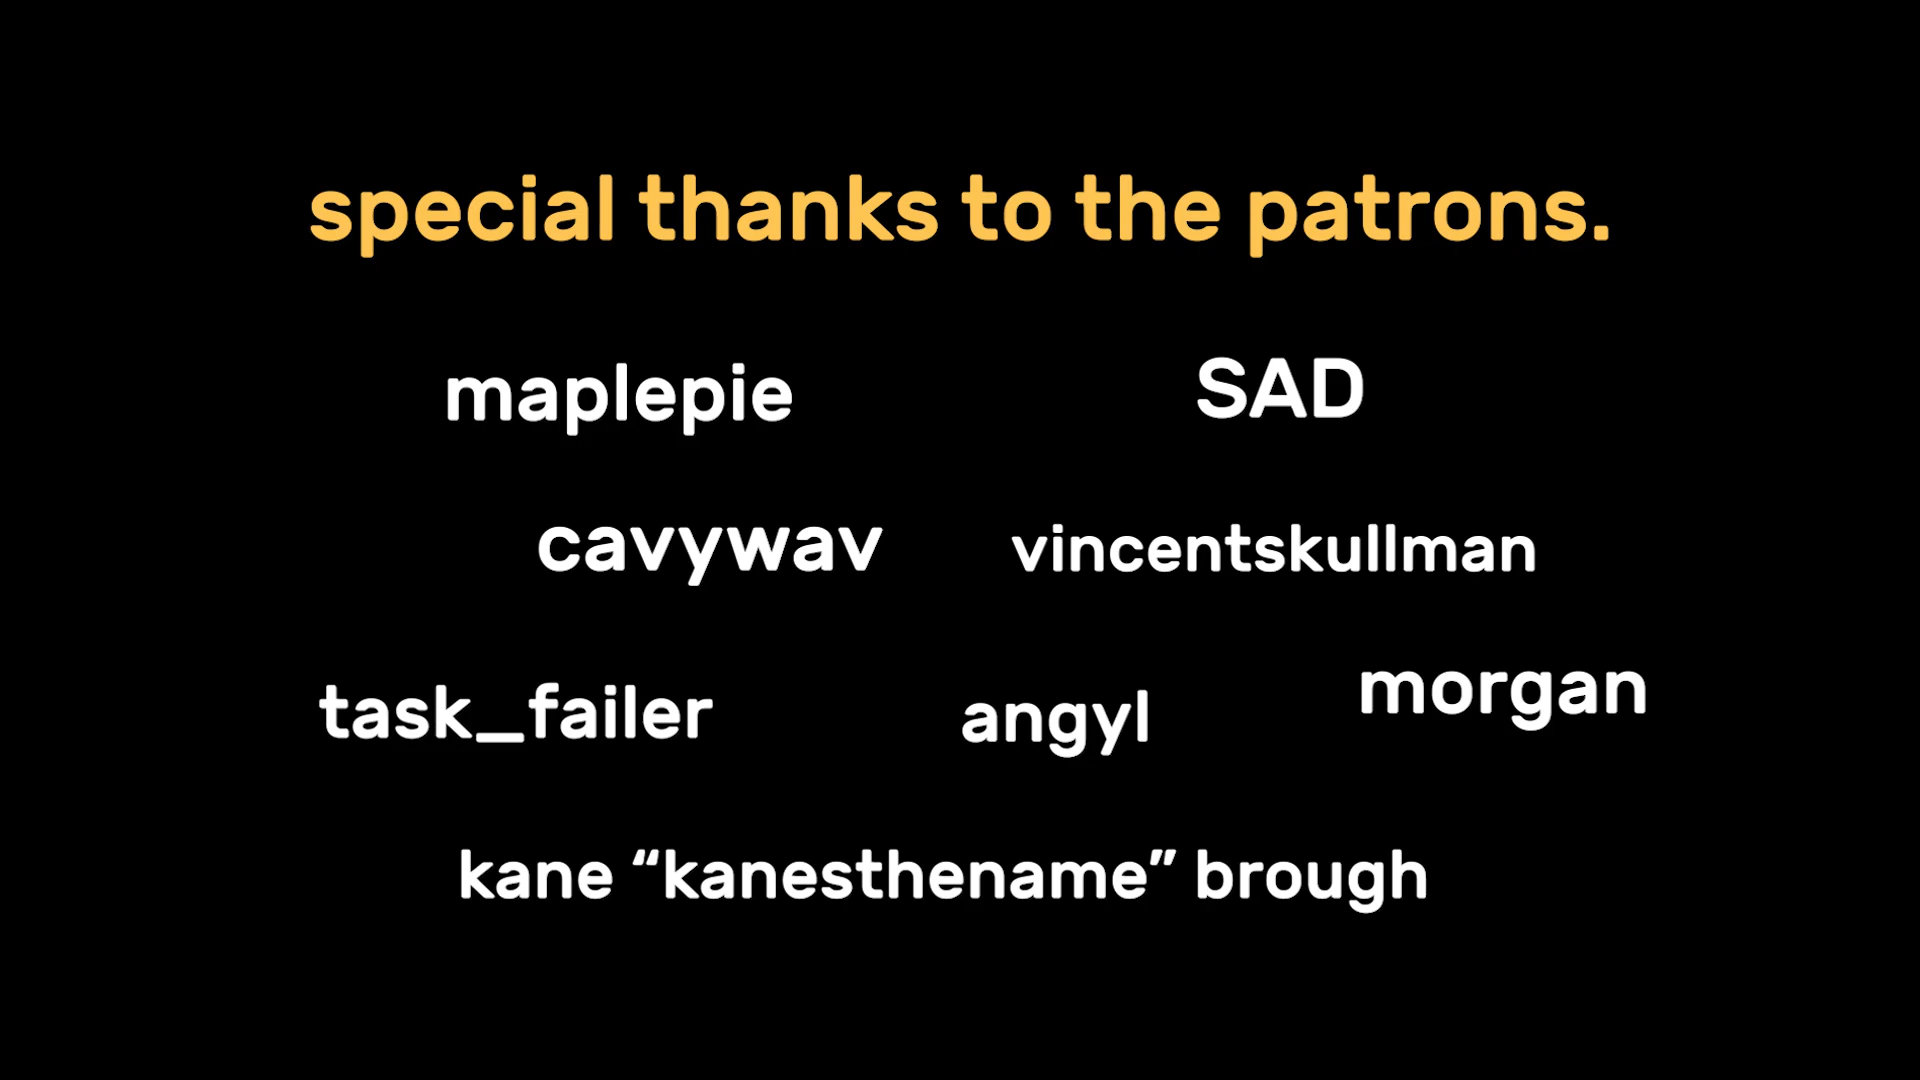 special thanks to the patrons.
maplepie SAD
cavywav vincentskullman
task_failer angyl morgan
kane “kanesthename” brough